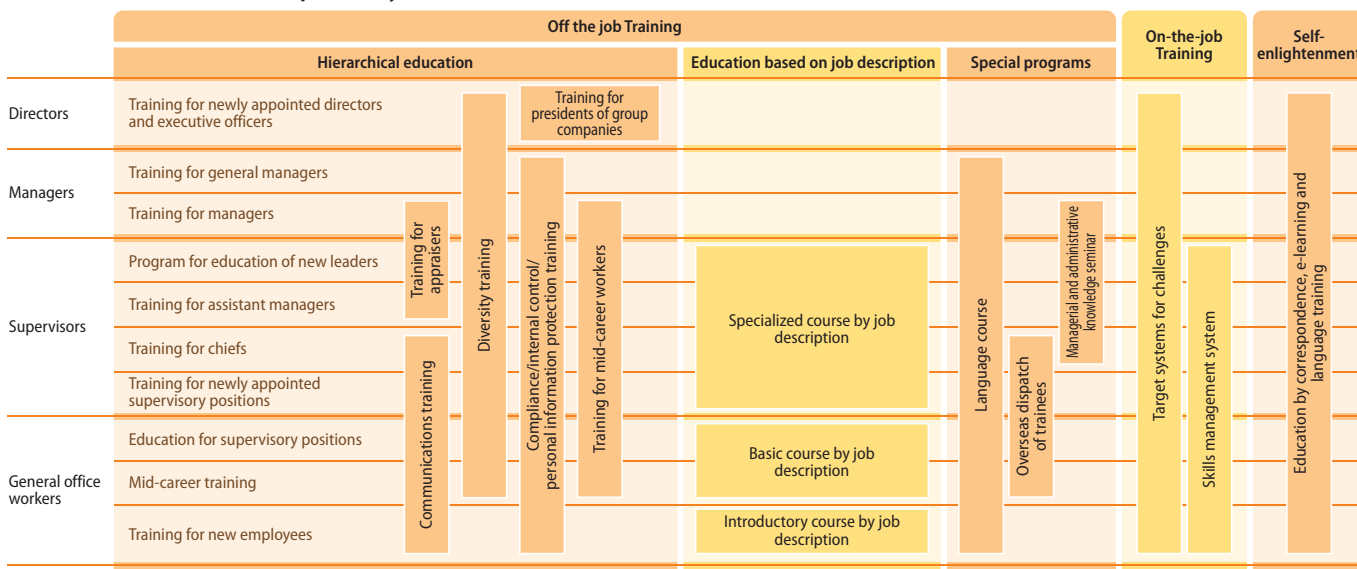 Off the job Training
On-the-job
Training
Self-
enlightenment
Hierarchical education
Education based on job description
Special programs
Directors
Training for newly appointed directors
and executive officers
Training for
presidents of group
companies
Managers
Training for general managers
Training for managers
Supervisors
Program for education of new leaders
Training for assistant managers
Training for chiefs
Training for newly appointed
supervisory positions
General office
workers
Education for supervisory positions
Mid-career training
Training for new employees
Training for
appraisers
Communications training
Diversity training
Compliance/internal control/
personal information protection training
Training for mid-career workers
Specialized course by job
description
Basic course by job
description
Introductory course by job
description
Language course
Overseas dispatch
of trainees
Managerial and administrative
knowledge seminar
Target systems for challenges
Skills management system
Education by correspondence, e-learning and
language training